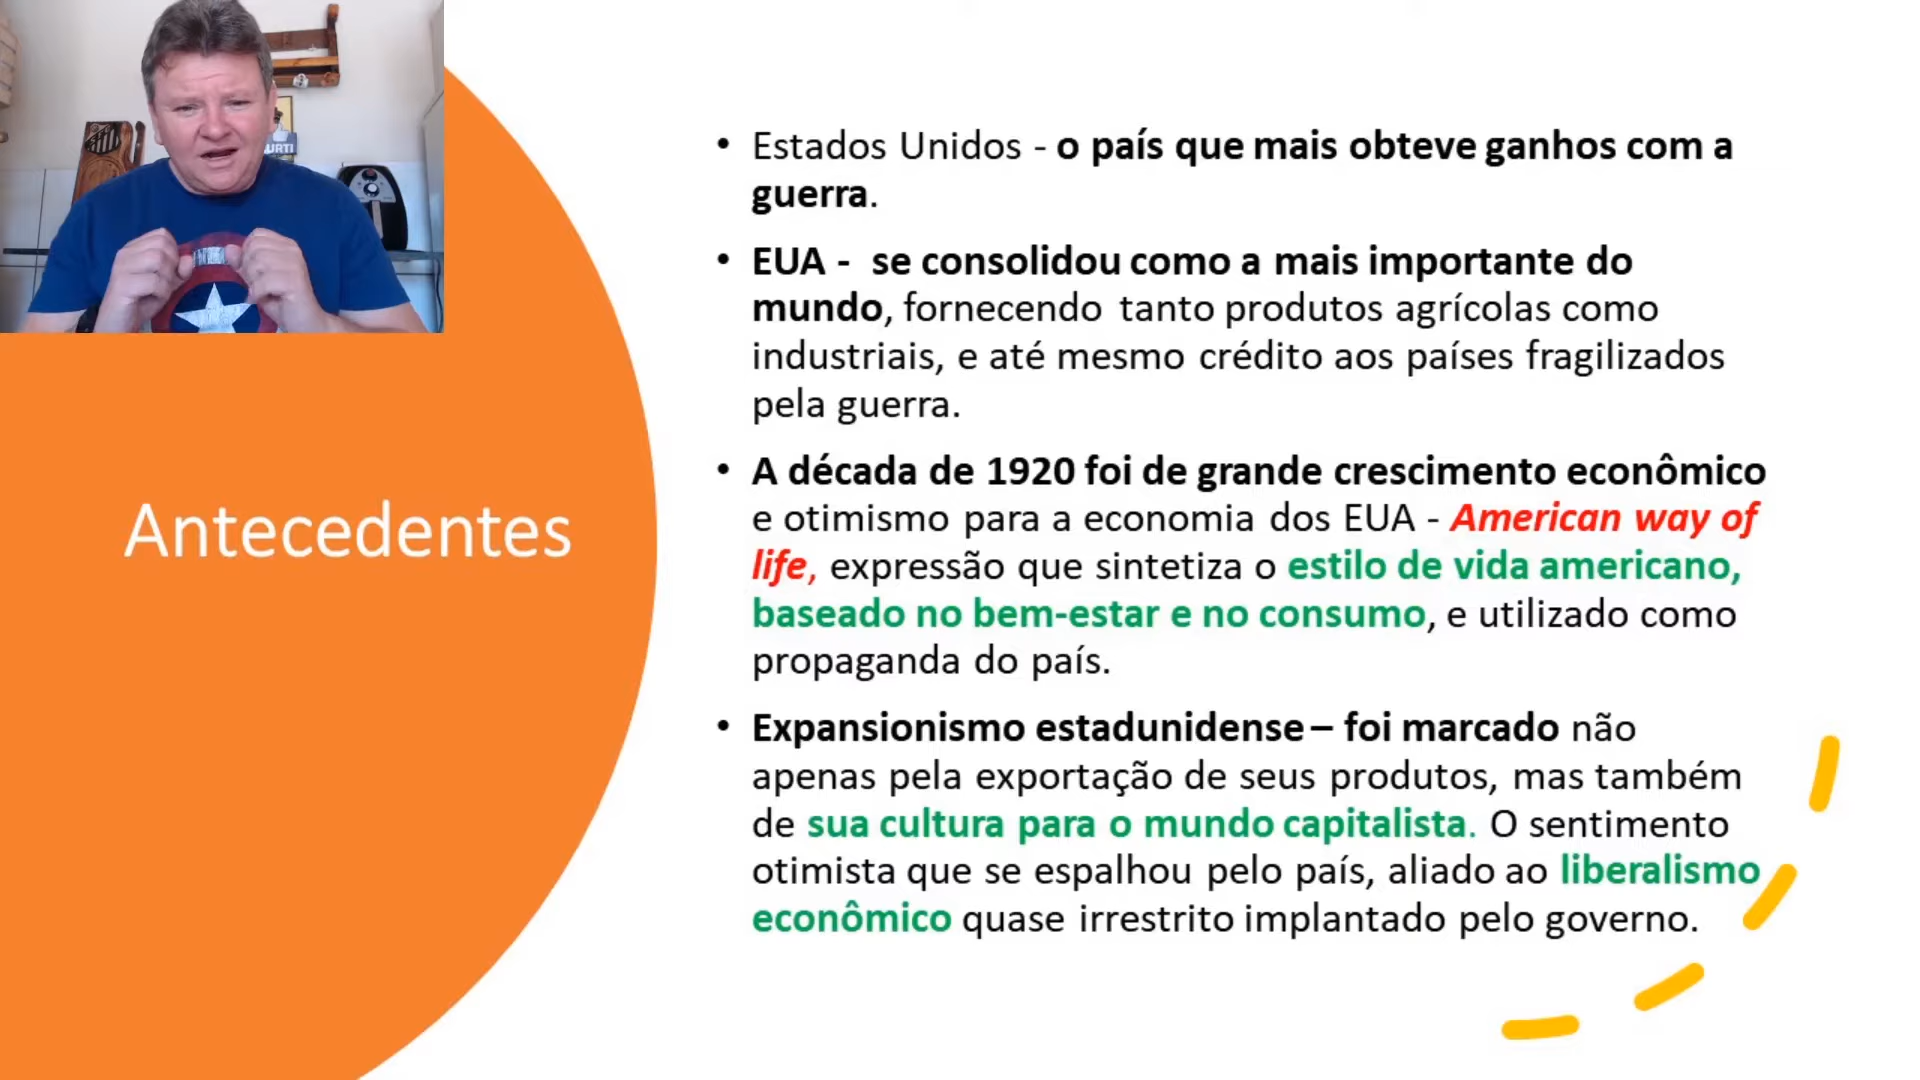 Antecedentes
• Estados Unidos - o país que mais obteve ganhos com a
guerra.
• EUA - se consolidou como a mais importante do
mundo, fornecendo tanto produtos agrícolas como
industriais, e até mesmo crédito aos países fragilizados
pela guerra.
• A década de 1920 foi de grande crescimento econômico
e otimismo para a economia dos EUA - American way of
life, expressão que sintetiza o estilo de vida americano,
baseado no bem-estar e no consumo, e utilizado como
propaganda do país.
• Expansionismo estadunidense – foi marcado não
apenas pela exportação de seus produtos, mas também
de sua cultura para o mundo capitalista. O sentimento
otimista que se espalhou pelo país, aliado ao liberalismo
econômico quase irrestrito implantado pelo governo.